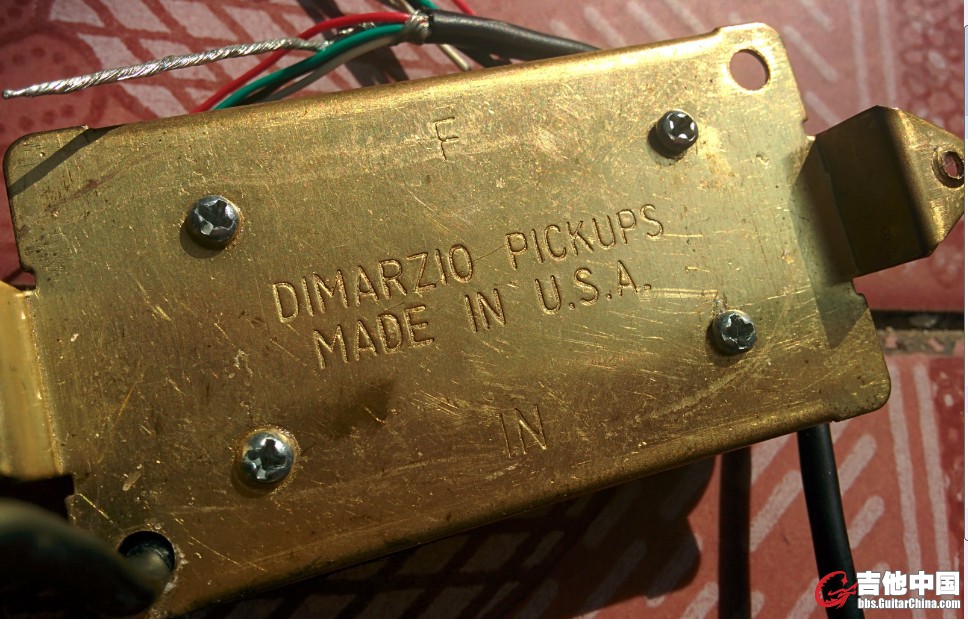 F
DIMARZIO PICKUPS
MADE IN U.S.A.
IN
吉他中国
bbs.GuitarChina.com